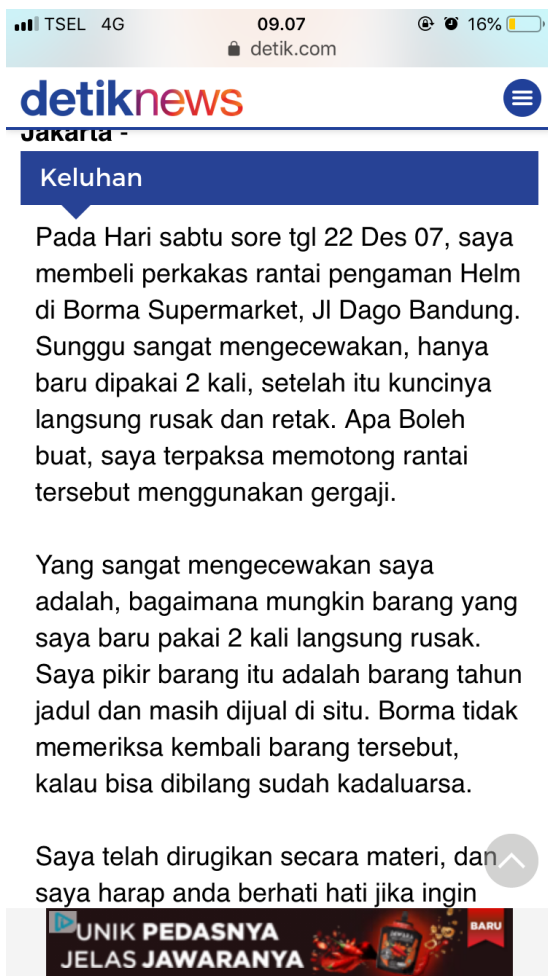 TSEL 4G 09.07 16%
detik.com
detiknews
Jakarta -
Keluhan
Pada Hari sabtu sore tgl 22 Des 07, saya
membeli perkakas rantai pengaman Helm
di Borma Supermarket, Jl Dago Bandung.
Sunggu sangat mengecewakan, hanya
baru dipakai 2 kali, setelah itu kuncinya
langsung rusak dan retak. Apa Boleh
buat, saya terpaksa memotong rantai
tersebut menggunakan gergaji.
Yang sangat mengecewakan saya
adalah, bagaimana mungkin barang yang
saya baru pakai 2 kali langsung rusak.
Saya pikir barang itu adalah barang tahun
jadul dan masih dijual di situ. Borma tidak
memeriksa kembali barang tersebut,
kalau bisa dibilang sudah kadaluarsa.
Saya telah dirugikan secara materi, dan
saya harap anda berhati hati jika ingin
UNIK PEDASNYA
JELAS JAWARANYA
BARU